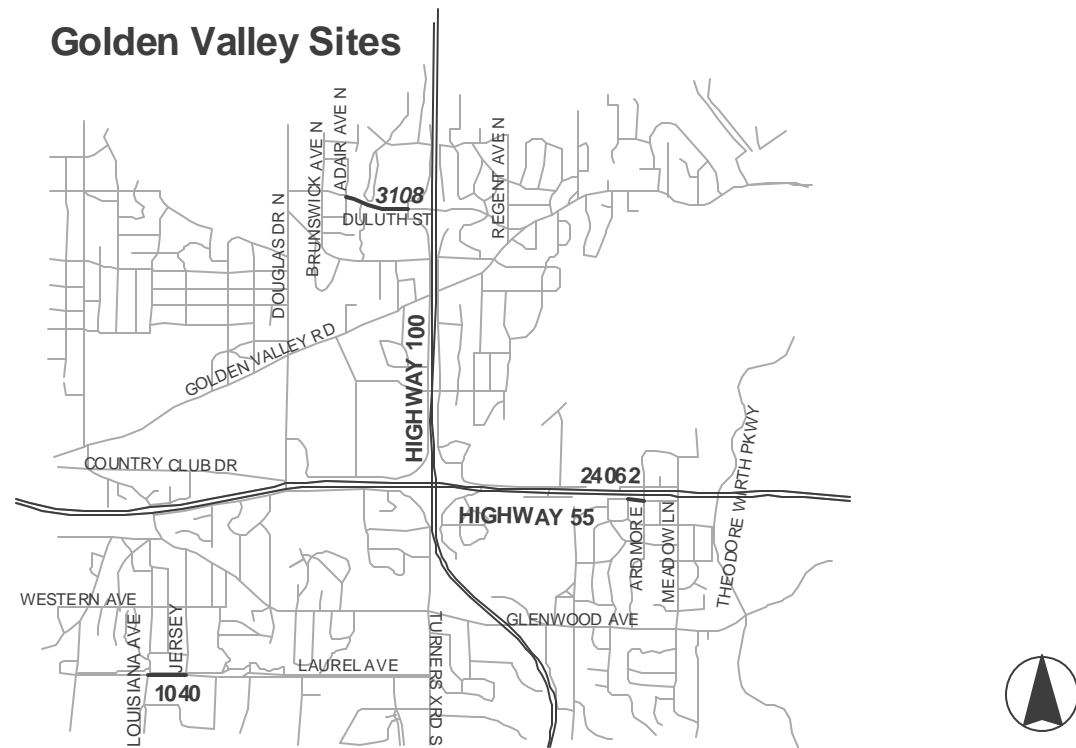 Golden Valley Sites
ADAIR AVE N
BRUNSWICK AVE N
REGENT AVE N
3108
DULUTH ST
DOUGLAS DR N
GOLDEN VALLEY RD
HIGHWAY 100
COUNTRY CLUB DR
24062
HIGHWAY 55
THEODORE WIRTH PKWY
ARDMORE
MEADOW LN
WESTERN AVE
GLENWOOD AVE
LOUISIANA AVE
JERSEY
TURNERS XRD S
LAUREL AVE
1040